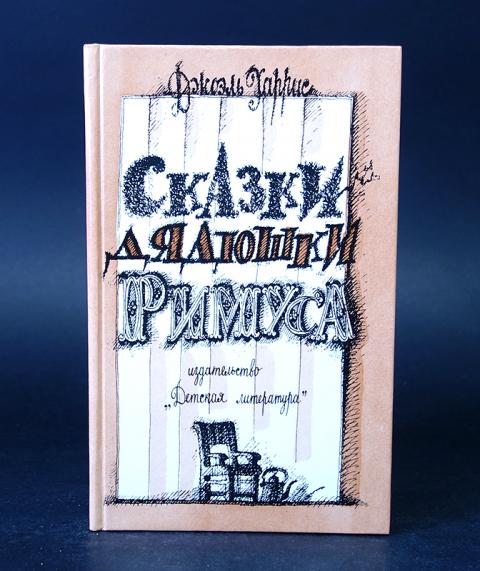 Джоэль Харрис
Сказки
дядюшки
Римуса
издательство
„Детская литература"